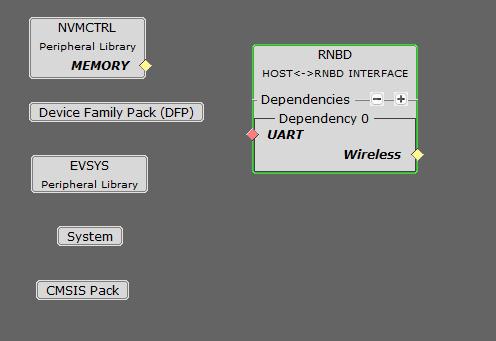 NVMCTRL
Peripheral Library
MEMORY
Device Family Pack (DFP)
EVSYS
Peripheral Library
System
CMSIS Pack
RNBD
HOST<->RNBD INTERFACE
Dependencies
Dependency 0
UART
Wireless